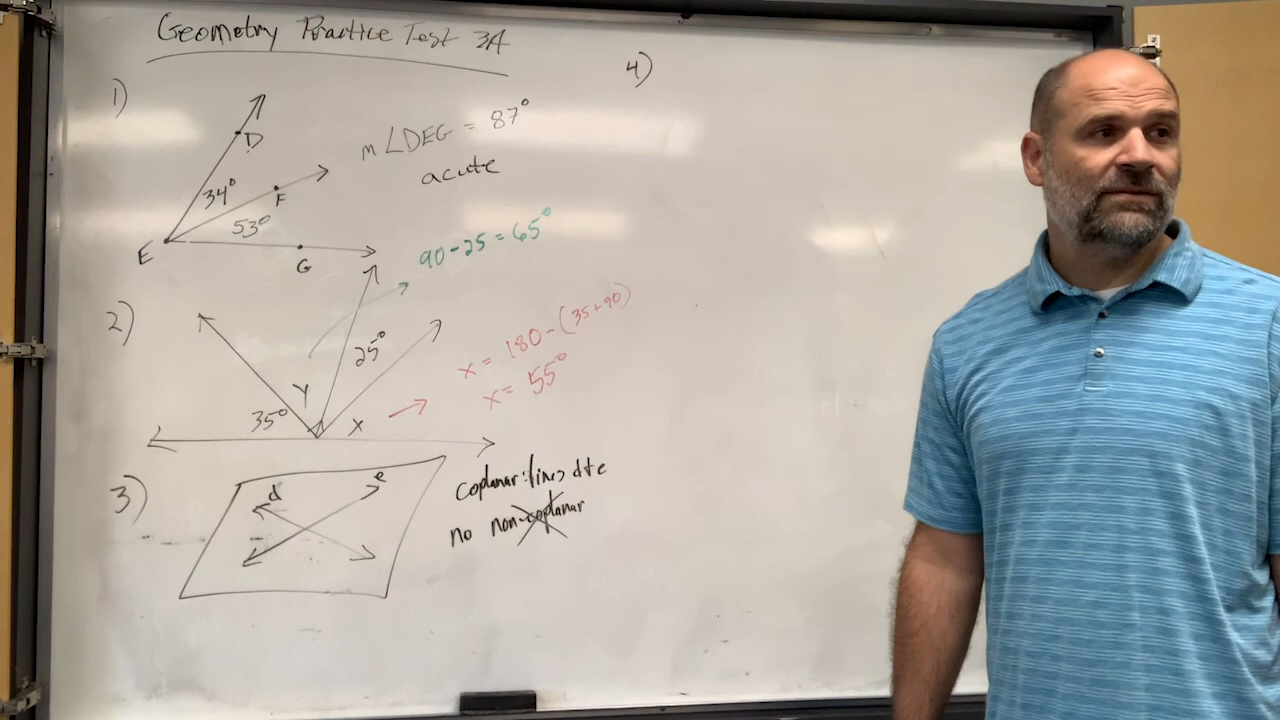 Geometry Practice Test 3A
1)
D
34°
F
53°
E
G
m∠DEG = 87°
acute
2)
90-25=65°
25°
Y
35°
X
x = 180-(35+90)
x = 55°
3)
d
e
coplanar: lines d+e
no non-coplanar
4)